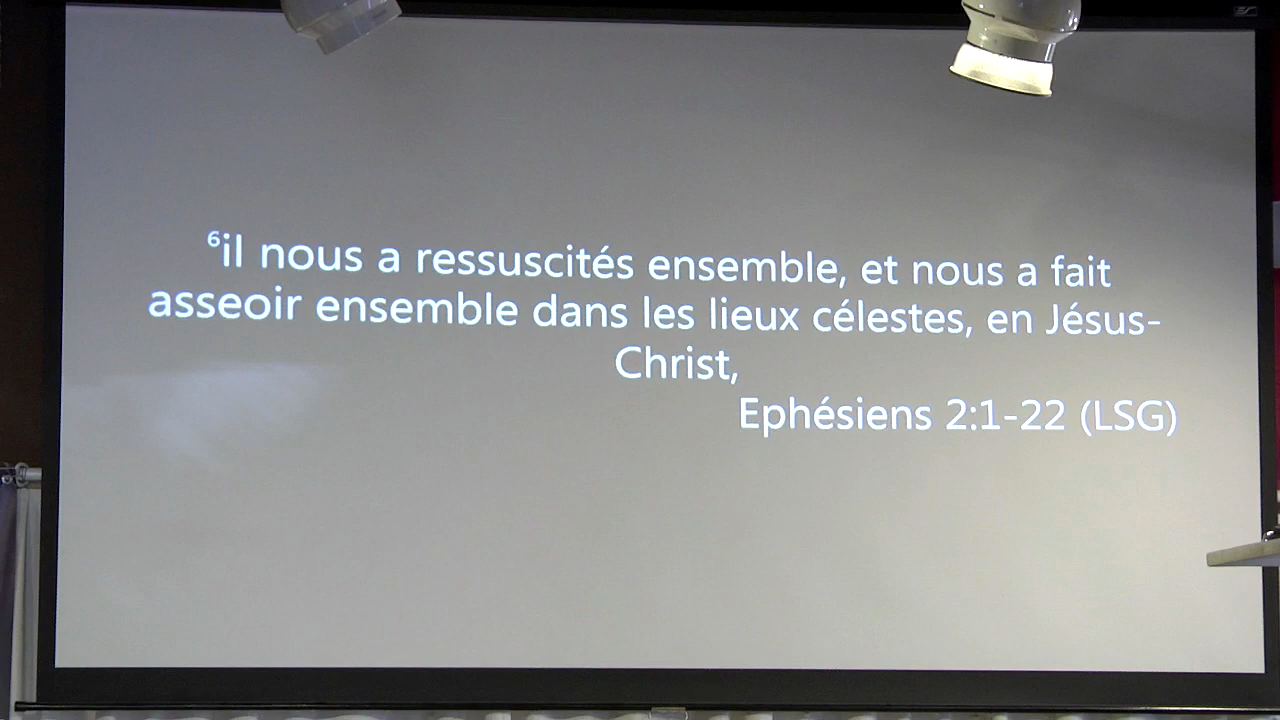 ⁶il nous a ressuscités ensemble, et nous a fait
asseoir ensemble dans les lieux célestes, en Jésus-
Christ,
Ephésiens 2:1-22 (LSG)